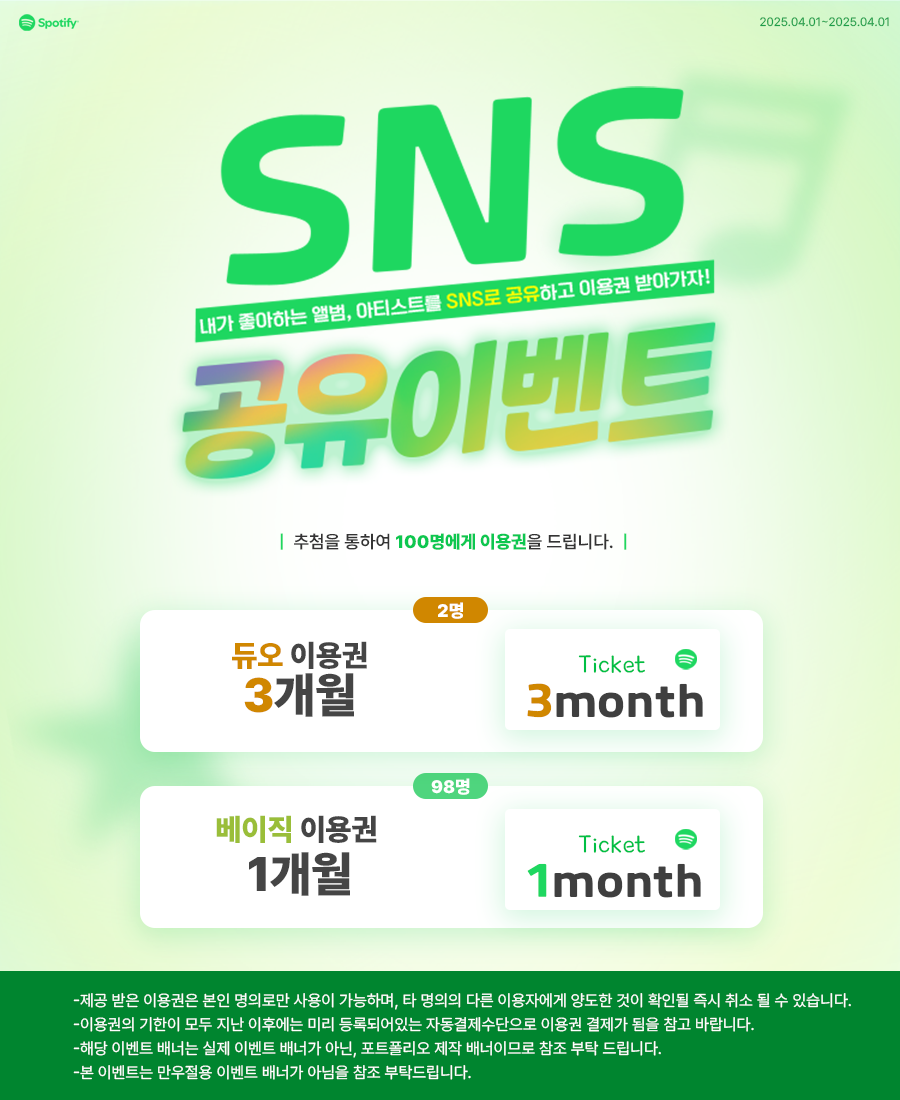 Spotify
2025.04.01~2025.04.01
SNS
내가 좋아하는 앨범, 아티스트를 SNS로 공유하고 이용권 받아가자!
공유이벤트
| 추첨을 통하여 100명에게 이용권을 드립니다. |
2명
듀오 이용권
3개월
Ticket
3month
98명
베이직 이용권
1개월
Ticket
1month
-제공 받은 이용권은 본인 명의로만 사용이 가능하며, 타 명의의 다른 이용자에게 양도한 것이 확인될 즉시 취소 될 수 있습니다.
-이용권의 기한이 모두 지난 이후에는 미리 등록되어있는 자동결제수단으로 이용권 결제가 됨을 참고 바랍니다.
-해당 이벤트 배너는 실제 이벤트 배너가 아닌, 포트폴리오 제작 배너이므로 참조 부탁 드립니다.
-본 이벤트는 만우절용 이벤트 배너가 아님을 참조 부탁드립니다.